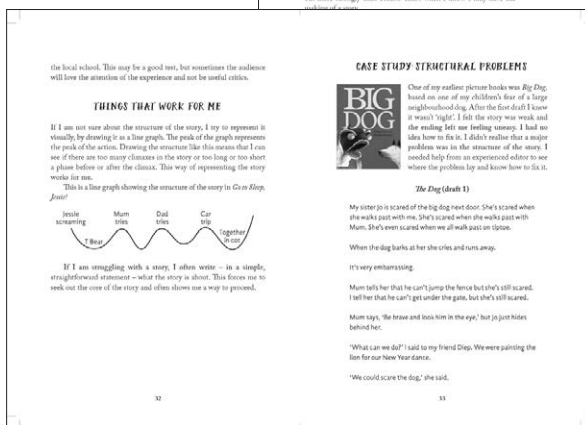 the local school. This may be a good test, but sometimes the audience
will love the attention of the experience and not be useful critics.
THINGS THAT WORK FOR ME
If I am not sure about the structure of the story, I try to represent it
visually, by drawing it as a line graph. The peak of the graph represents
the peak of the action. Drawing the structure like this means that I can
see if there are too many climaxes in the story or too long or too short
a phase before or after the climax. This way of representing the story
works for me.
This is a line graph showing the structure of the story in Go to Sleep,
Jessie!
Jessie
screaming
T Bear
Mum
tries
Dad
tries
Car
trip
Together
in cot
If I am struggling with a story, I often write – in a simple,
straightforward statement – what the story is about. This forces me to
seek out the core of the story and often shows me a way to proceed.
32
CASE STUDY: STRUCTURAL PROBLEMS
BIG
DOG
One of my earliest picture books was Big Dog,
based on one of my children's fear of a large
neighbourhood dog. After the first draft I knew
it wasn't 'right'. I felt the story was weak and
the ending left me feeling uneasy. I had no
idea how to fix it. I didn't realise that a major
problem was in the structure of the story. I
needed help from an experienced editor to see
where the problem lay and know how to fix it.
The Dog (draft 1)
My sister Jo is scared of the big dog next door. She's scared when
she walks past with me. She's scared when she walks past with
Mum. She's even scared when we all walk past on tiptoe.
When the dog barks at her she cries and runs away.
It's very embarrassing.
Mum tells her that he can't jump the fence but she's still scared.
I tell her that he can't get under the gate, but she's still scared.
Mum says, 'Be brave and look him in the eye,' but Jo just hides
behind her.
'What can we do?' I said to my friend Diep. We were painting the
lion for our New Year dance.
'We could scare the dog,' she said.
33